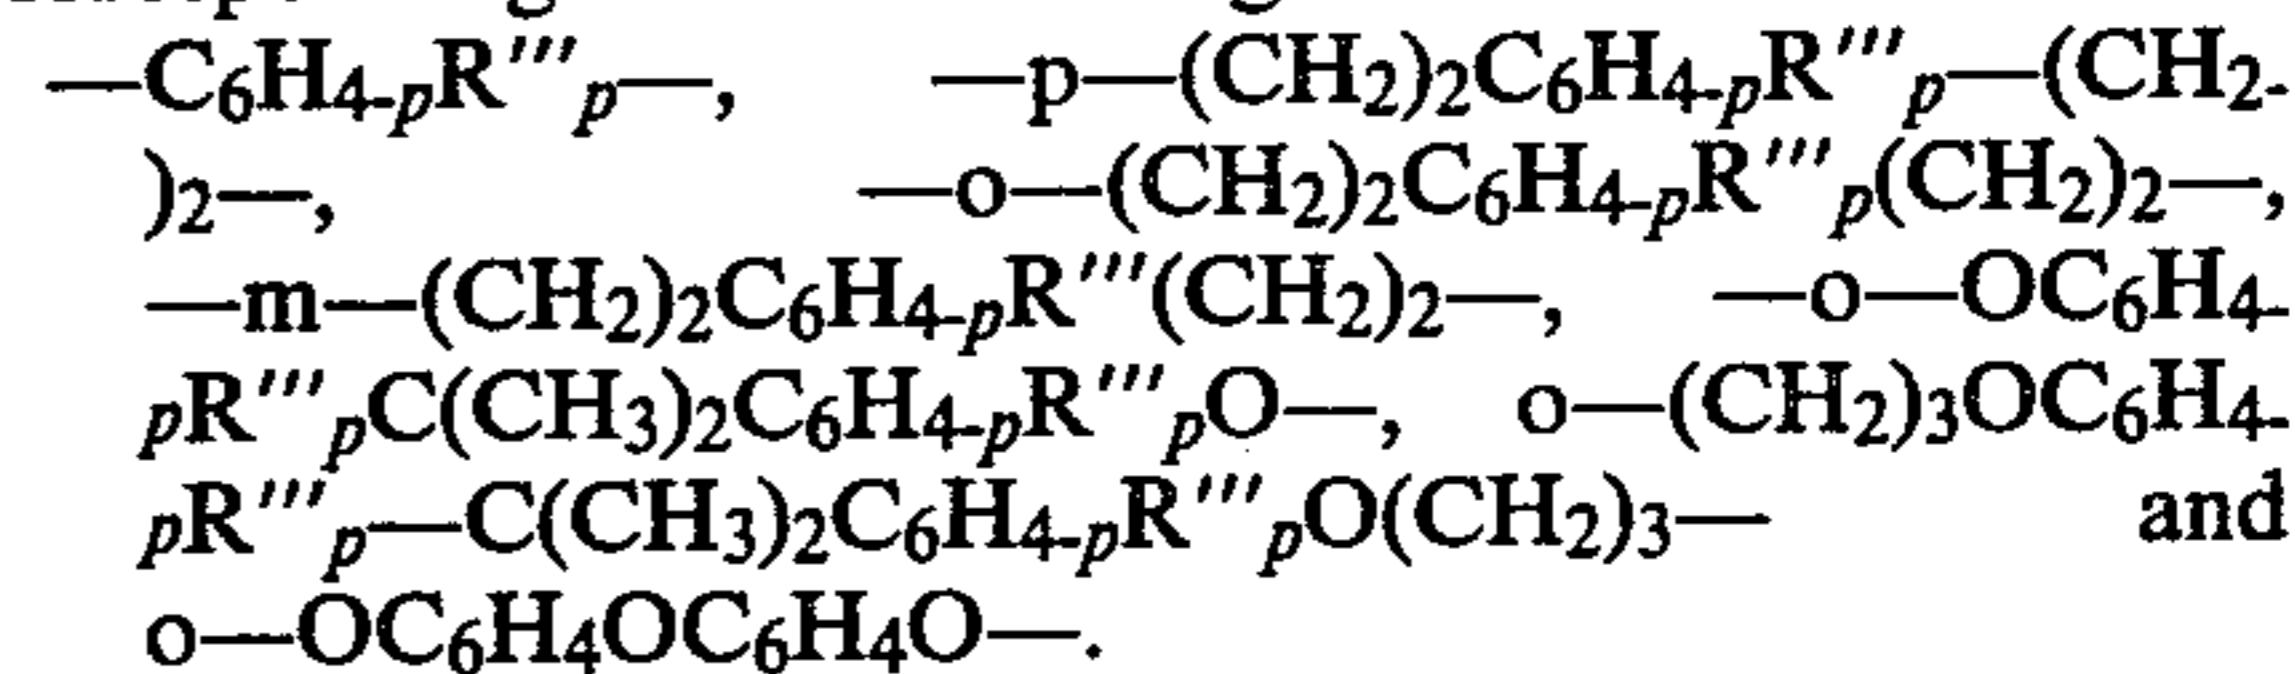 —C₆H₄₋ₚR‴ₚ—, —p—(CH₂)₂C₆H₄₋ₚR‴ₚ—(CH₂-
)₂—, —o—(CH₂)₂C₆H₄₋ₚR‴ₚ(CH₂)₂—,
—m—(CH₂)₂C₆H₄₋ₚR‴(CH₂)₂—, —o—OC₆H₄₋
ₚR‴ₚC(CH₃)₂C₆H₄₋ₚR‴ₚO—, o—(CH₂)₃OC₆H₄₋
ₚR‴ₚ—C(CH₃)₂C₆H₄₋ₚR‴ₚO(CH₂)₃— and
o—OC₆H₄OC₆H₄O—.